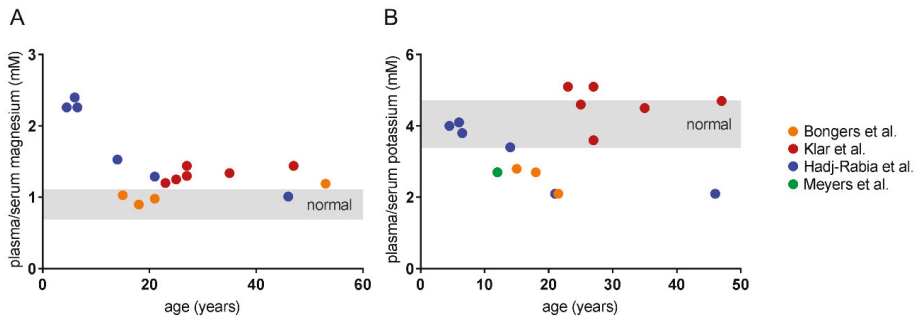 A
plasma/serum magnesium (mM)
3
2
1
0
normal
0
20
40
60
age (years)
B
plasma/serum potassium (mM)
6
4
2
0
normal
0
10
20
30
40
50
age (years)
Bongers et al.
Klar et al.
Hadj-Rabia et al.
Meyers et al.